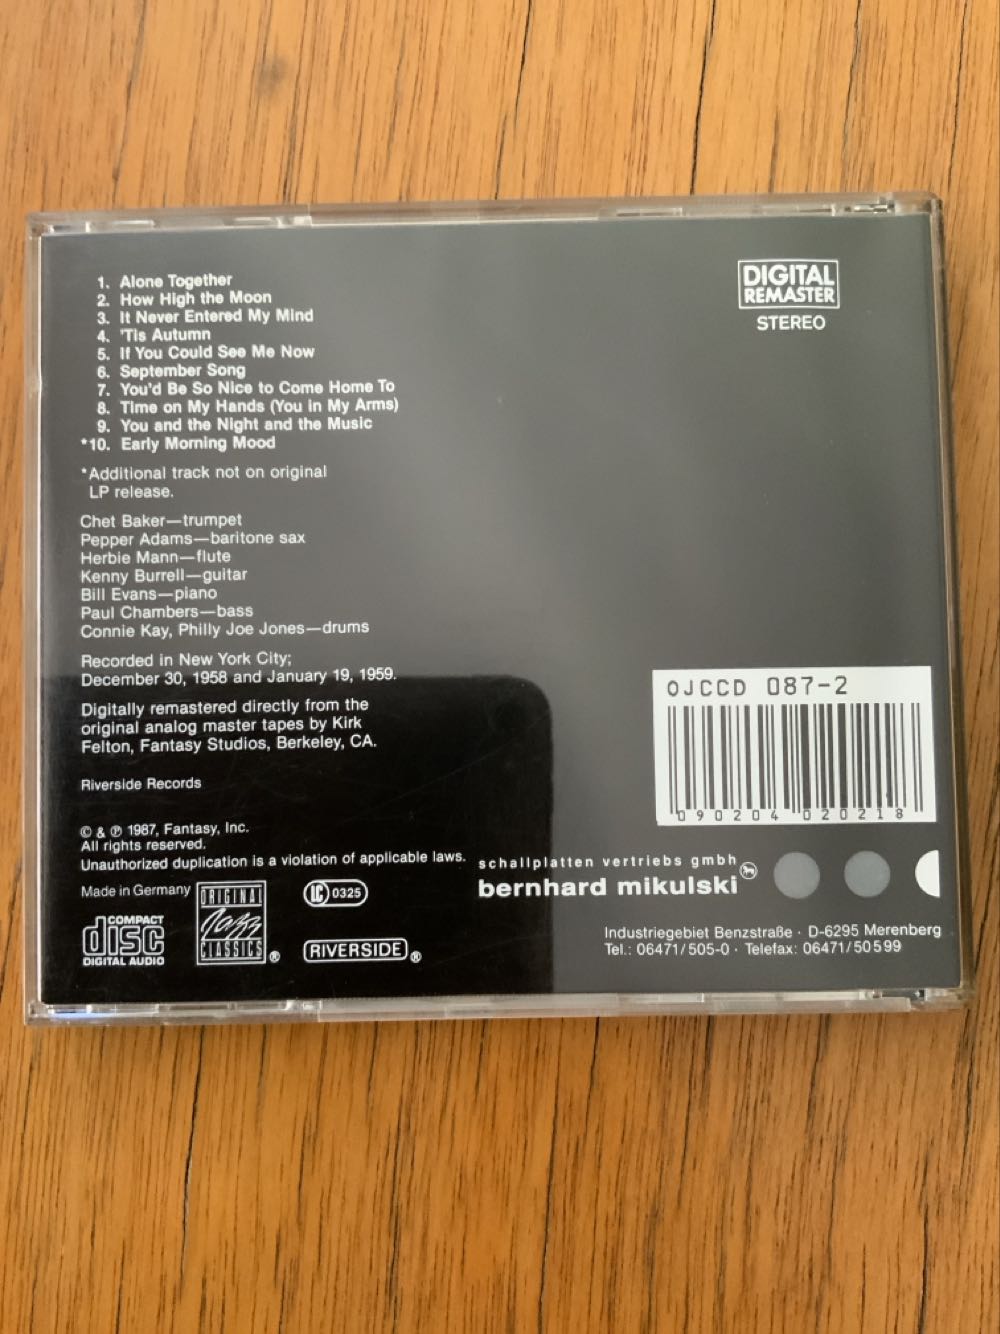 1. Alone Together
2. How High the Moon
3. It Never Entered My Mind
4. 'Tis Autumn
5. If You Could See Me Now
6. September Song
7. You'd Be So Nice to Come Home To
8. Time on My Hands (You in My Arms)
9. You and the Night and the Music
*10. Early Morning Mood
*Additional track not on original
LP release.
Chet Baker—trumpet
Pepper Adams—baritone sax
Herbie Mann—flute
Kenny Burrell—guitar
Bill Evans—piano
Paul Chambers—bass
Connie Kay, Philly Joe Jones—drums
Recorded in New York City;
December 30, 1958 and January 19, 1959.
Digitally remastered directly from the
original analog master tapes by Kirk
Felton, Fantasy Studios, Berkeley, CA.
Riverside Records
© & ℗ 1987, Fantasy, Inc.
All rights reserved.
Unauthorized duplication is a violation of applicable laws.
Made in Germany
COMPACT
disc
DIGITAL AUDIO
ORIGINAL
Jazz
CLASSICS ®
LC 0325
RIVERSIDE ®
DIGITAL
REMASTER
STEREO
OJCCD 087-2
090204 020218
schallplatten vertriebs gmbh
bernhard mikulski
Industriegebiet Benzstraße · D-6295 Merenberg
Tel.: 06471/505-0 · Telefax: 06471/50599